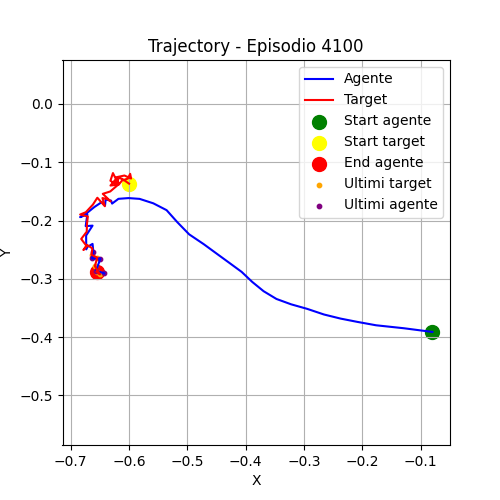 Trajectory - Episodio 4100
Agente
Target
Start agente
Start target
End agente
Ultimi target
Ultimi agente
0.0
−0.1
−0.2
−0.3
−0.4
−0.5
Y
−0.7
−0.6
−0.5
−0.4
−0.3
−0.2
−0.1
X